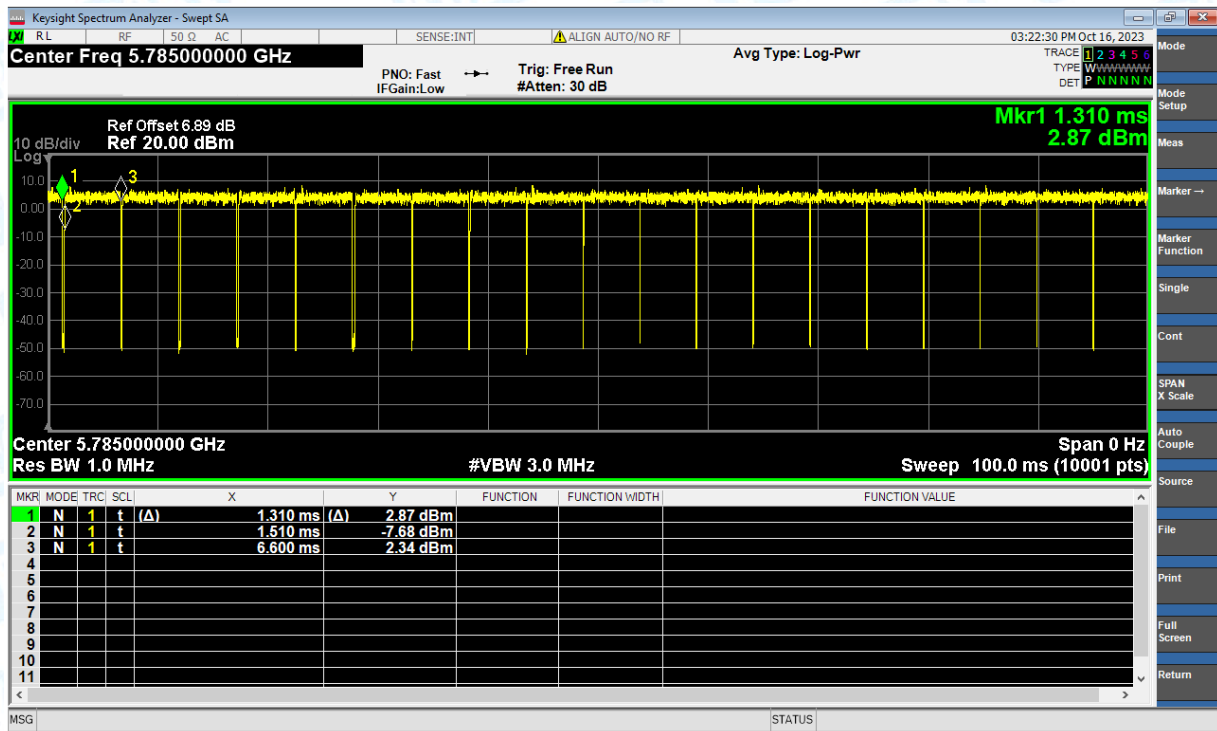 Keysight Spectrum Analyzer - Swept SA
LXI RL RF 50 Ω AC SENSE:INT ALIGN AUTO/NO RF 03:22:30 PM Oct 16, 2023
Center Freq 5.785000000 GHz Avg Type: Log-Pwr TRACE 1 2 3 4 5 6
PNO: Fast Trig: Free Run TYPE WWWWWW
IFGain:Low #Atten: 30 dB DET P N N N N N
Mkr1 1.310 ms
Ref Offset 6.89 dB
10 dB/div Ref 20.00 dBm 2.87 dBm
Log
1 3
10.0
2
0.00
-10.0
-20.0
-30.0
-40.0
-50.0
-60.0
-70.0
Center 5.785000000 GHz Span 0 Hz
Res BW 1.0 MHz #VBW 3.0 MHz Sweep 100.0 ms (10001 pts)
MKR MODE TRC SCL X Y FUNCTION FUNCTION WIDTH FUNCTION VALUE
1 N 1 t (Δ) 1.310 ms (Δ) 2.87 dBm
2 N 1 t 1.510 ms -7.68 dBm
3 N 1 t 6.600 ms 2.34 dBm
4
5
6
7
8
9
10
11
MSG STATUS
Mode
Mode
Setup
Meas
Marker →
Marker
Function
Single
Cont
SPAN
X Scale
Auto
Couple
Source
File
Print
Full
Screen
Return